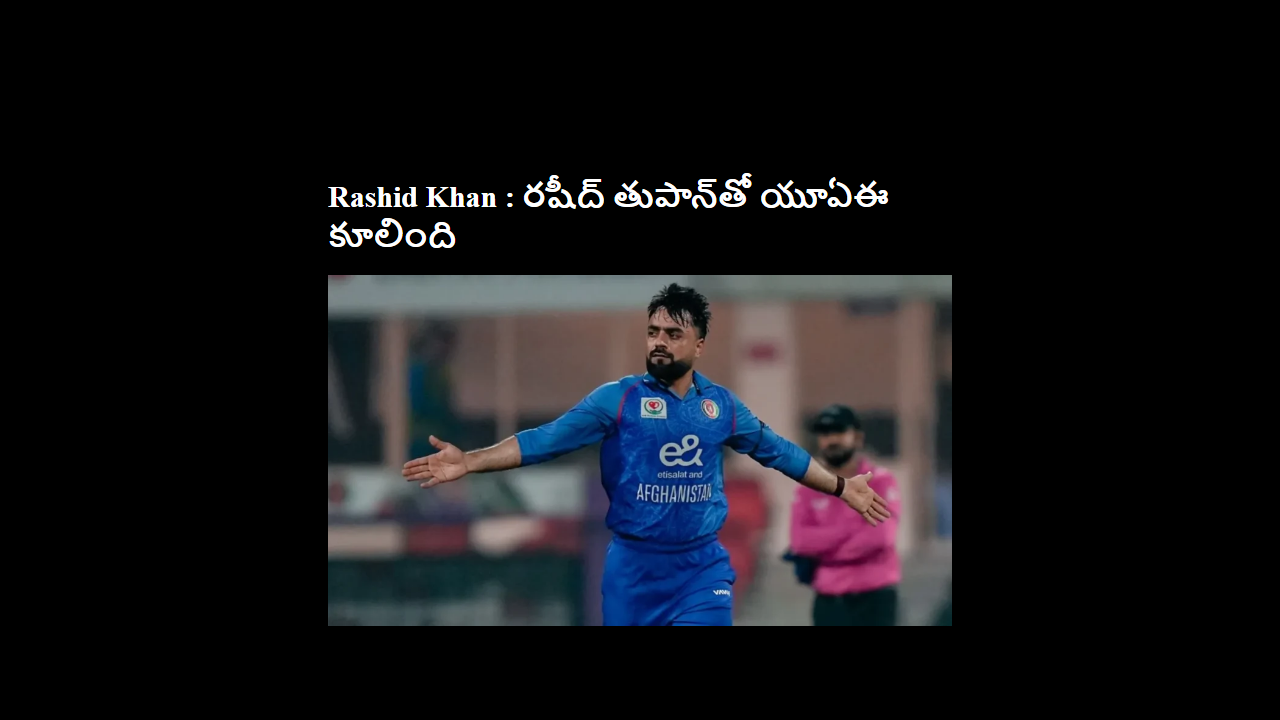 Rashid Khan : రషీద్ తుపాన్‌తో యూఏఈ
కూలింది
e&
etisalat and
AFGHANISTAN